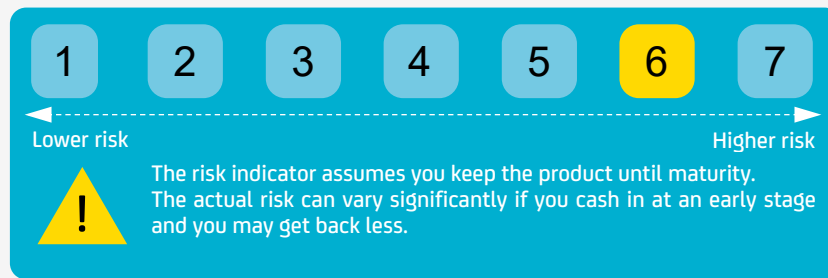 1 2 3 4 5 6 7
Lower risk Higher risk
The risk indicator assumes you keep the product until maturity.
The actual risk can vary significantly if you cash in at an early stage
and you may get back less.
!